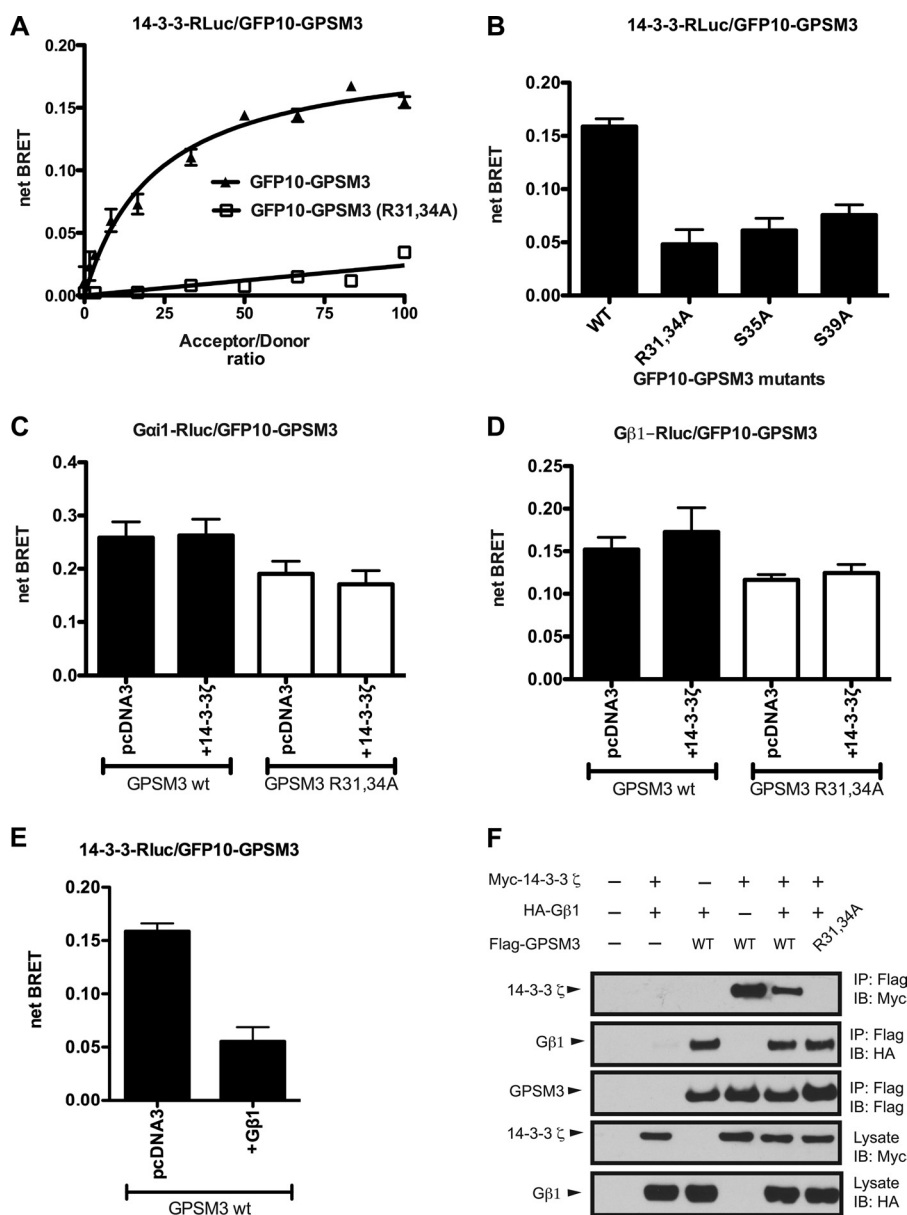 A
14-3-3-RLuc/GFP10-GPSM3
net BRET
0.20
0.15
0.10
0.05
0.00
0 25 50 75 100
Acceptor/Donor
ratio
GFP10-GPSM3
GFP10-GPSM3 (R31,34A)
B
14-3-3-RLuc/GFP10-GPSM3
net BRET
0.20
0.15
0.10
0.05
0.00
WT R31,34A S35A S39A
GFP10-GPSM3 mutants
C
Gαi1-Rluc/GFP10-GPSM3
net BRET
0.4
0.3
0.2
0.1
0.0
pcDNA3 +14-3-3ζ pcDNA3 +14-3-3ζ
GPSM3 wt GPSM3 R31,34A
D
Gβ1-Rluc/GFP10-GPSM3
net BRET
0.25
0.20
0.15
0.10
0.05
0.00
pcDNA3 +14-3-3ζ pcDNA3 +14-3-3ζ
GPSM3 wt GPSM3 R31,34A
E
14-3-3-Rluc/GFP10-GPSM3
net BRET
0.20
0.15
0.10
0.05
0.00
pcDNA3 +Gβ1
GPSM3 wt
F
Myc-14-3-3 ζ – + – + + +
HA-Gβ1 – + + – + +
Flag-GPSM3 – – WT WT WT R31,34A
14-3-3 ζ IP: Flag
IB: Myc
Gβ1 IP: Flag
IB: HA
GPSM3 IP: Flag
IB: Flag
14-3-3 ζ Lysate
IB: Myc
Gβ1 Lysate
IB: HA